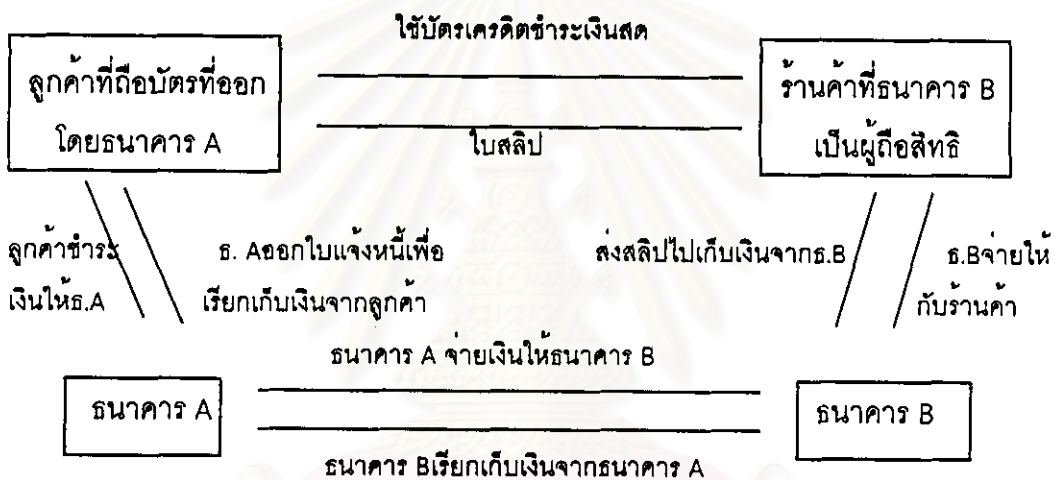 ใช้บัตรเครดิตชำระเงินสด
ลูกค้าที่ถือบัตรที่ออก
โดยธนาคาร A
ร้านค้าที่ธนาคาร B
เป็นผู้ถือสิทธิ
ใบสลิป
ลูกค้าชำระ
เงินให้ธ.A
ธ. Aออกใบแจ้งหนี้เพื่อ
เรียกเก็บเงินจากลูกค้า
ส่งสลิปไปเก็บเงินจากธ.B
ธ.Bจ่ายให้
กับร้านค้า
ธนาคาร A จ่ายเงินให้ธนาคาร B
ธนาคาร A
ธนาคาร B
ธนาคาร Bเรียกเก็บเงินจากธนาคาร A